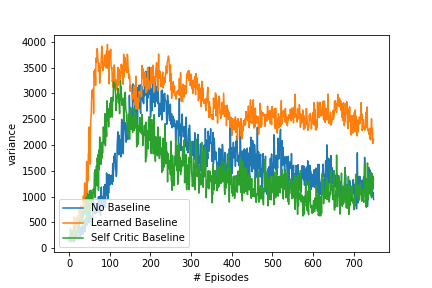 4000
3500
3000
2500
2000
1500
1000
500
0
variance
No Baseline
Learned Baseline
Self Critic Baseline
0 100 200 300 400 500 600 700
# Episodes